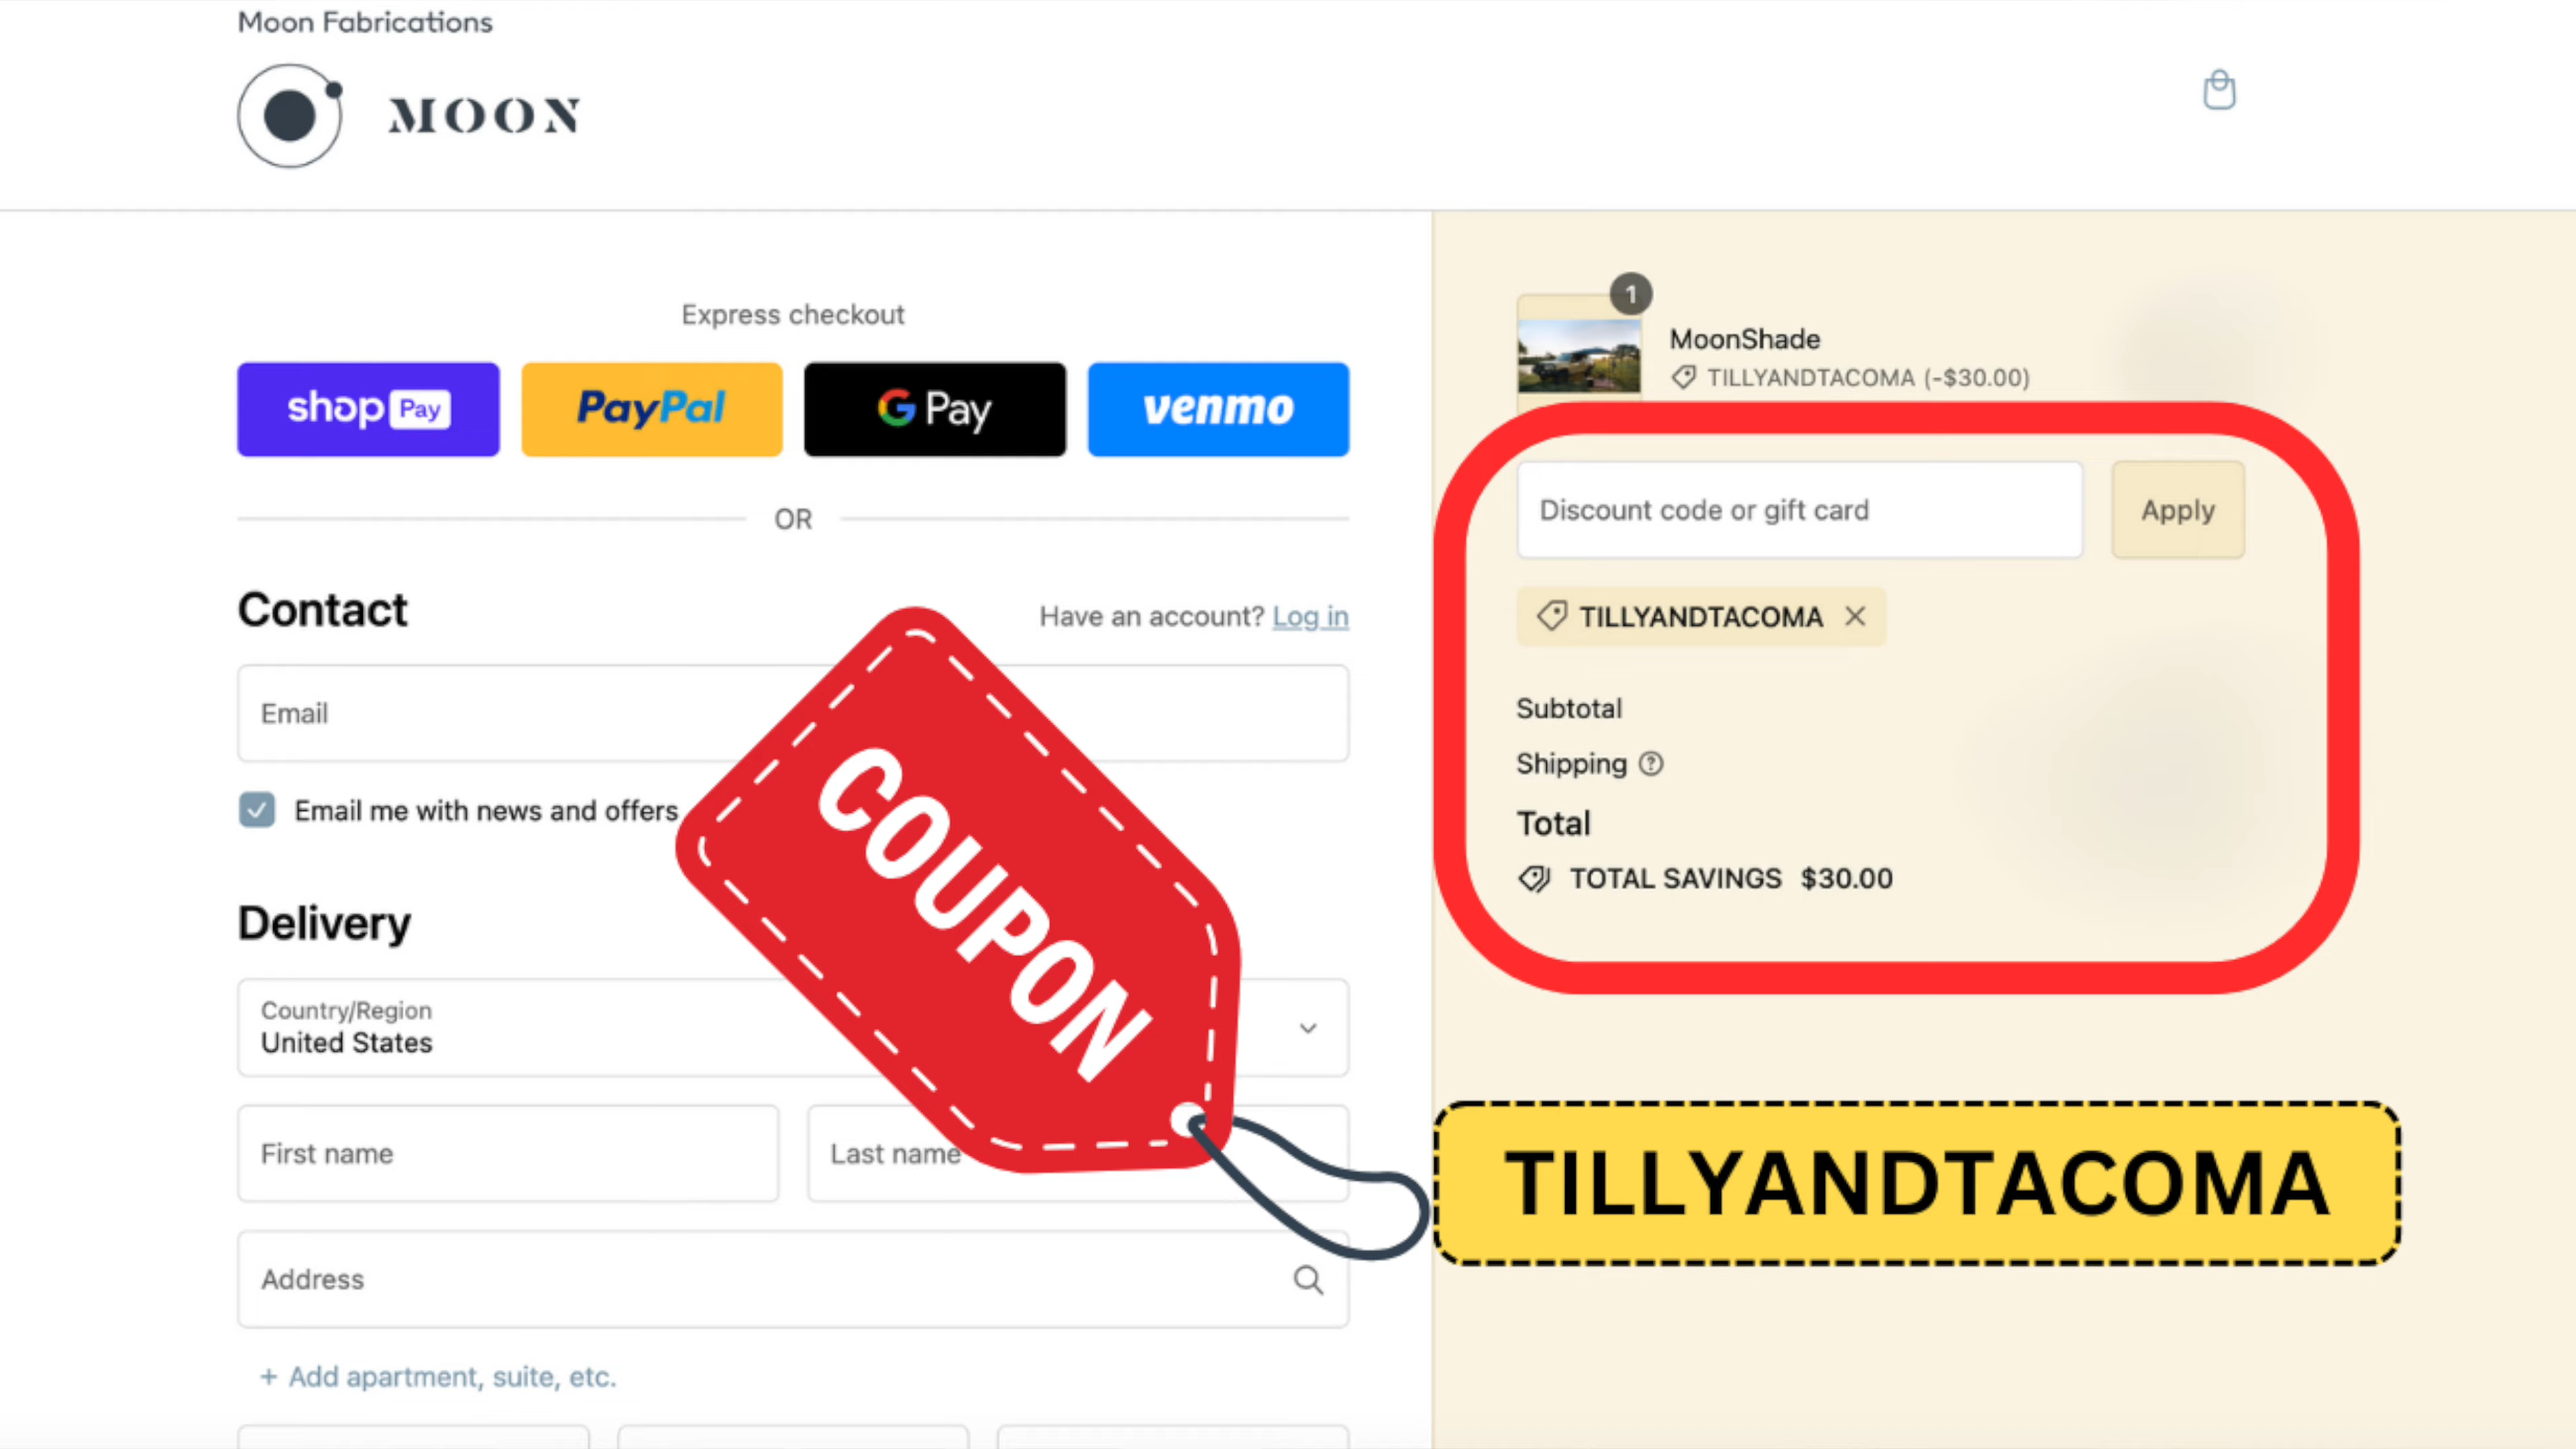 Moon Fabrications
MOON
Express checkout
shop Pay
PayPal
G Pay
venmo
OR
Contact
Have an account? Log in
Email
Email me with news and offers
Delivery
Country/Region
United States
First name
Last name
Address
+ Add apartment, suite, etc.
COUPON
1
MoonShade
TILLYANDTACOMA (-$30.00)
Discount code or gift card
Apply
TILLYANDTACOMA
Subtotal
Shipping
Total
TOTAL SAVINGS $30.00
TILLYANDTACOMA